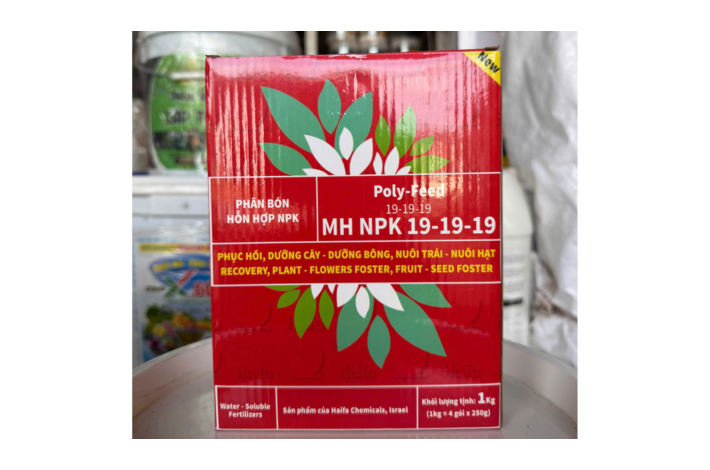 New
PHÂN BÓN
HỖN HỢP NPK
Poly-Feed
19-19-19
MH NPK 19-19-19
PHỤC HỒI, DƯỠNG CÂY - DƯỠNG BÔNG, NUÔI TRÁI - NUÔI HẠT
RECOVERY, PLANT - FLOWERS FOSTER, FRUIT - SEED FOSTER
Water - Soluble
Fertilizers
Sản phẩm của Haifa Chemicals, Israel
Khối lượng tịnh: 1Kg
(1kg = 4 gói x 250g)